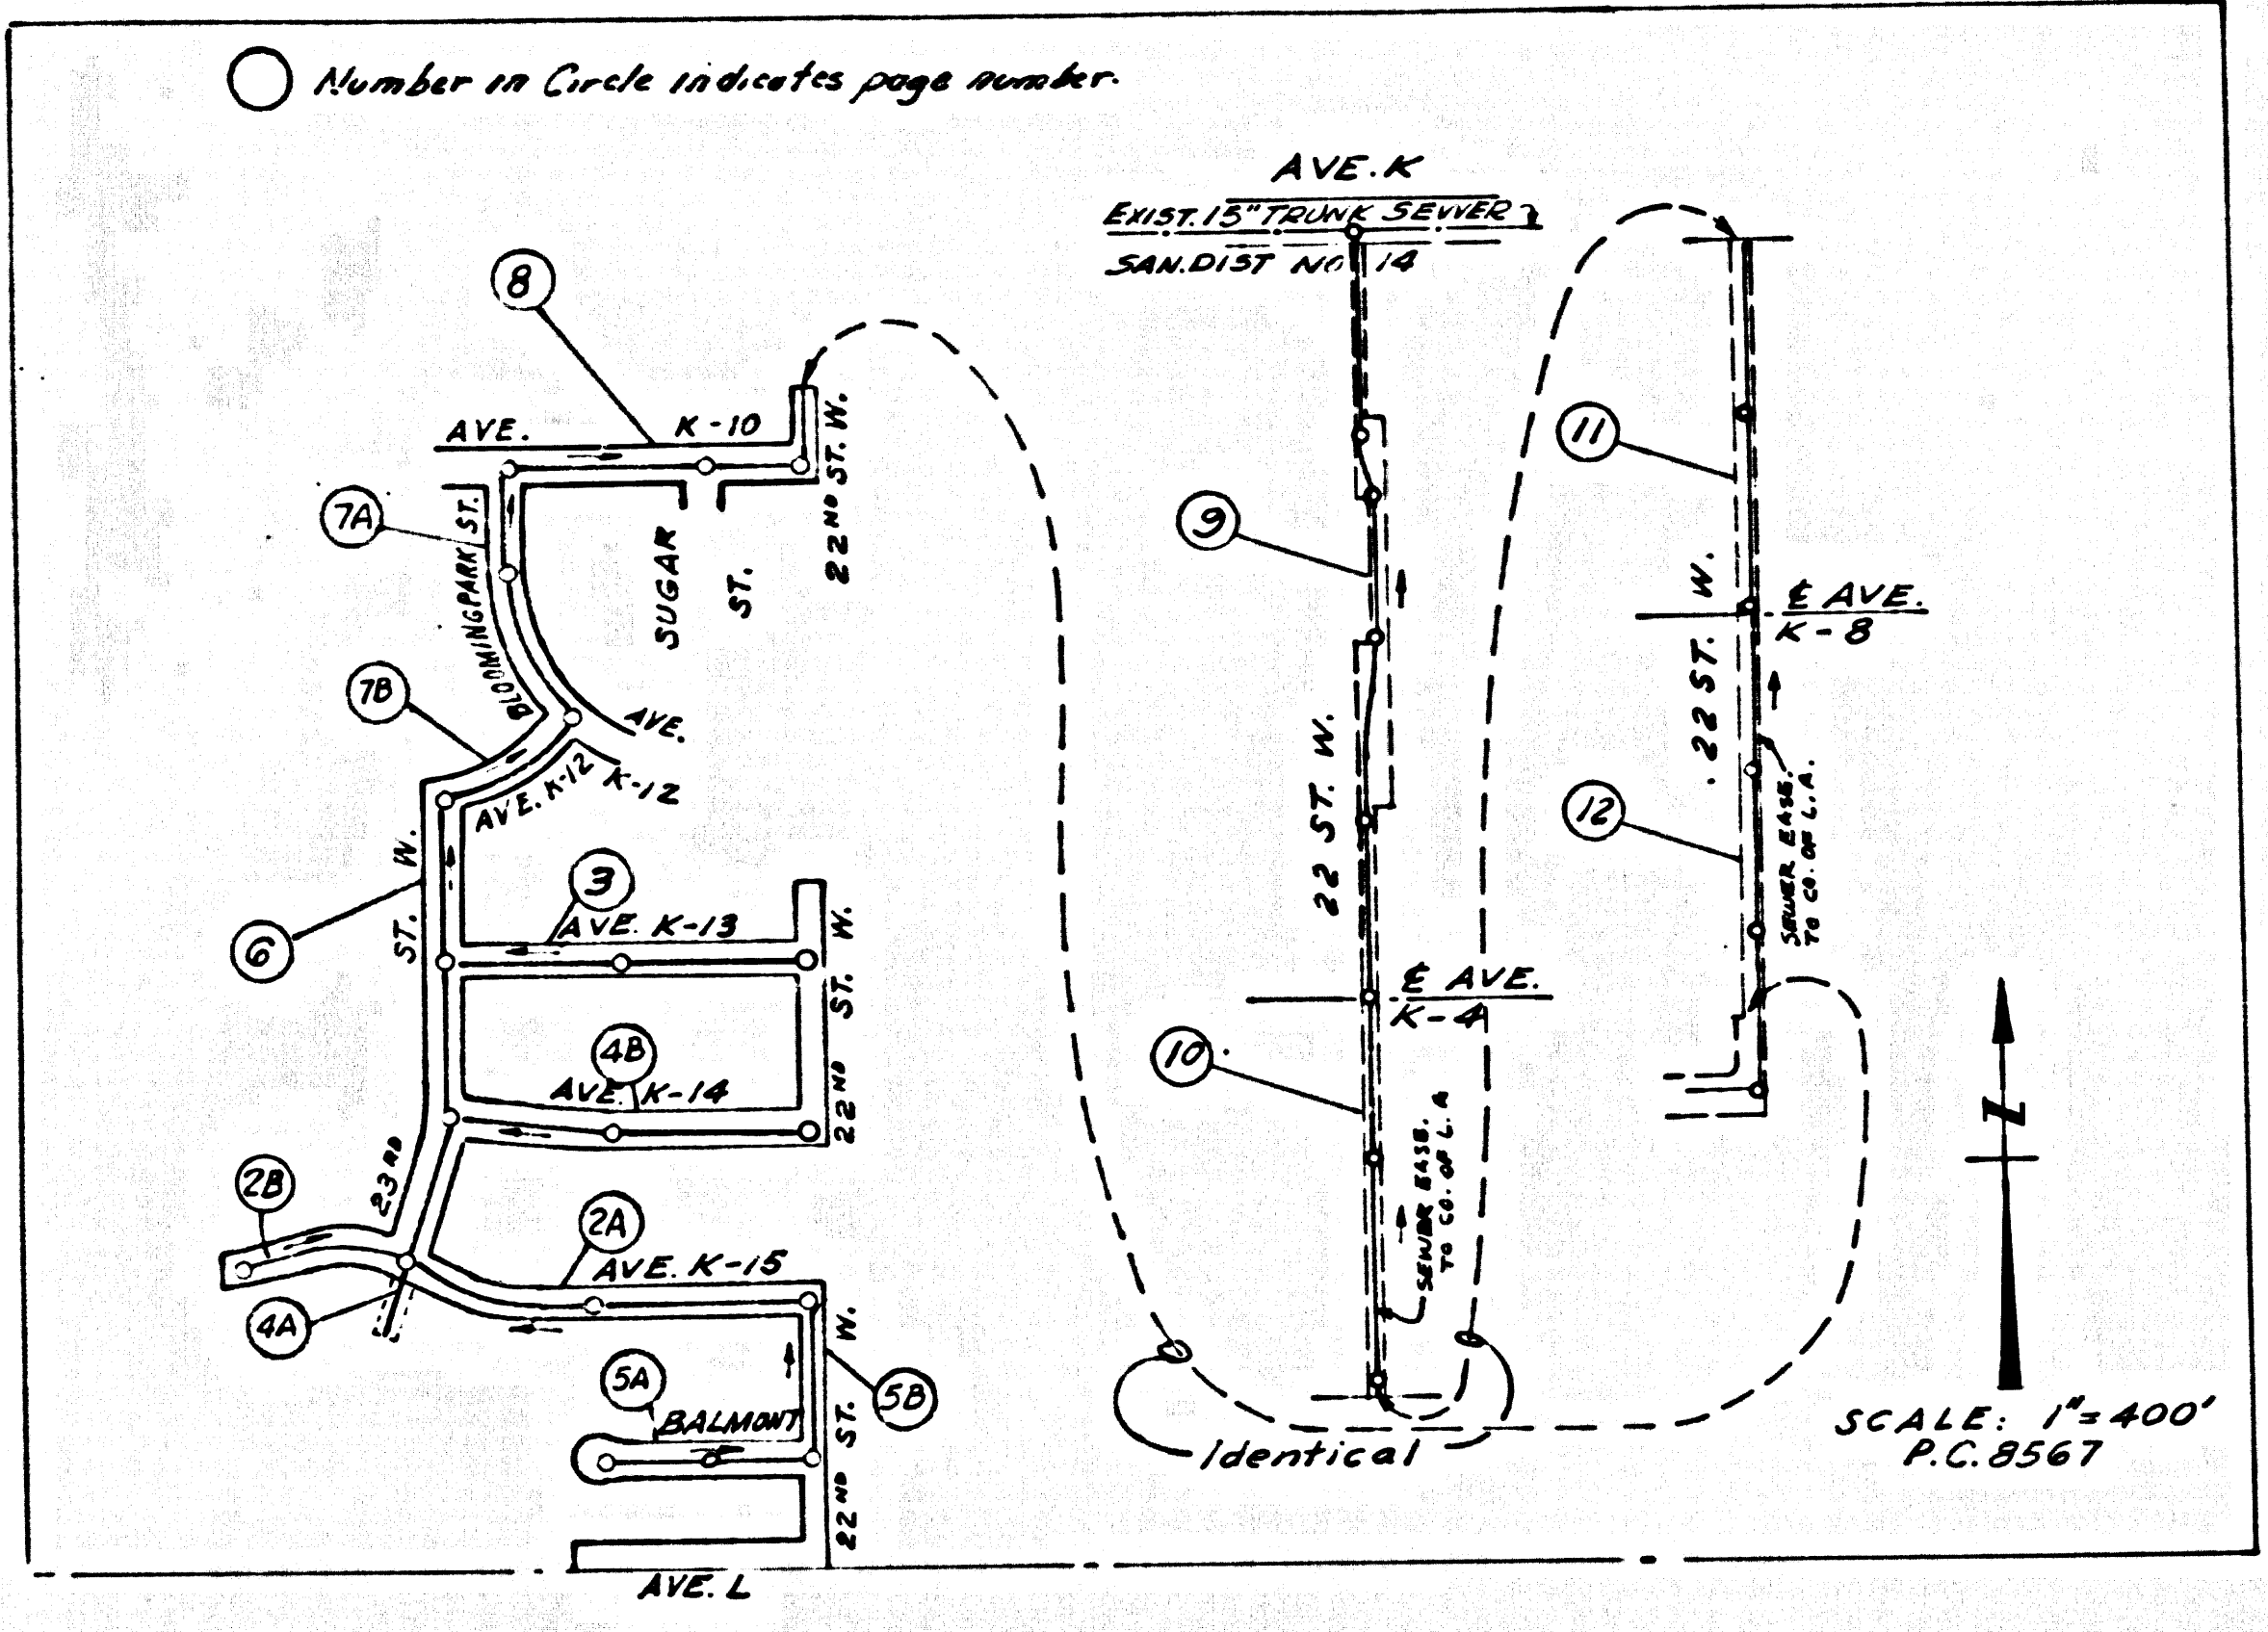 Number in Circle indicates page number.
AVE. K
EXIST. 15" TRUNK SEWER
SAN. DIST NO 14
8
AVE. K-10
22ND ST. W.
7A
BLOOMINGPARK ST.
SUGAR ST.
7B
AVE. K-12
AVE. K-12
6
23RD ST. W.
3
AVE. K-13
4B
AVE. K-14
22ND ST. W.
2B
2A
AVE. K-15
4A
5A
BALMONT
5B
22ND ST. W.
AVE. L
9
22 ST. W.
℄ AVE.
K-4
10
SEWER EASE.
TO CO. OF L. A
Identical
11
22 ST. W.
℄ AVE.
K-8
12
SEWER EASE.
TO CO. OF L.A.
N
SCALE: 1"=400'
P.C. 8567